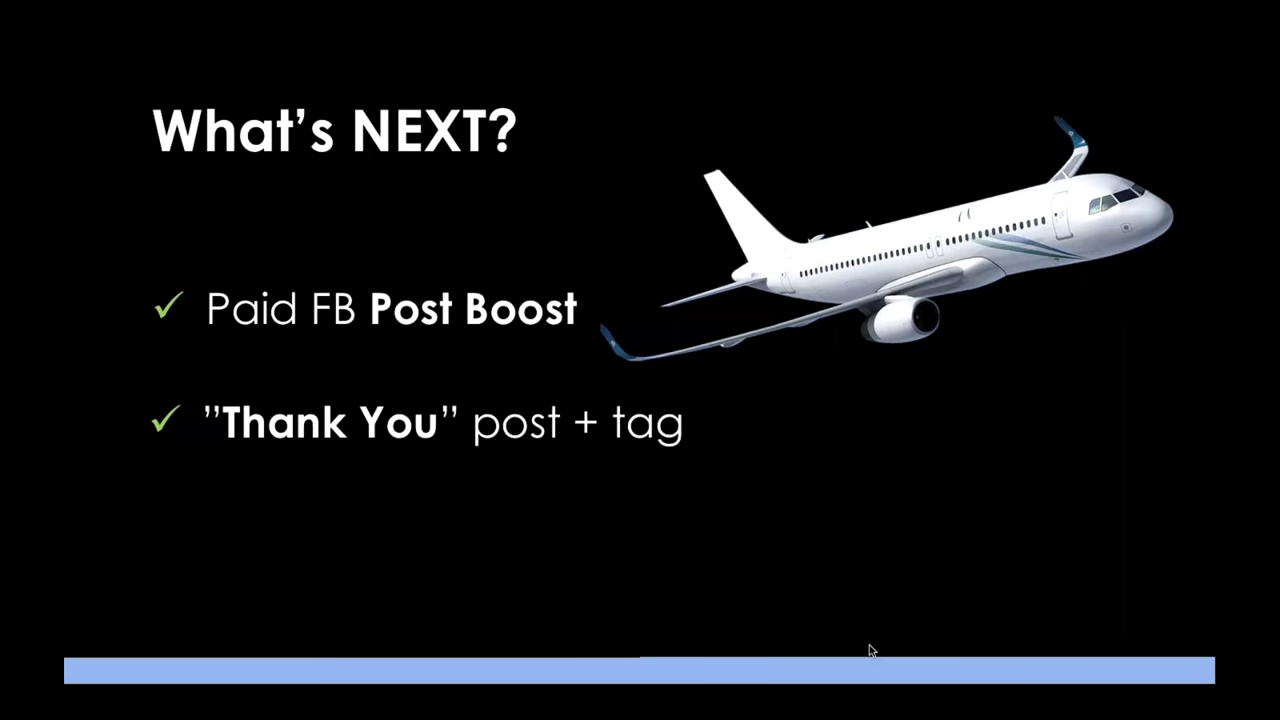 What’s NEXT?
✓ Paid FB Post Boost
✓ ”Thank You” post + tag